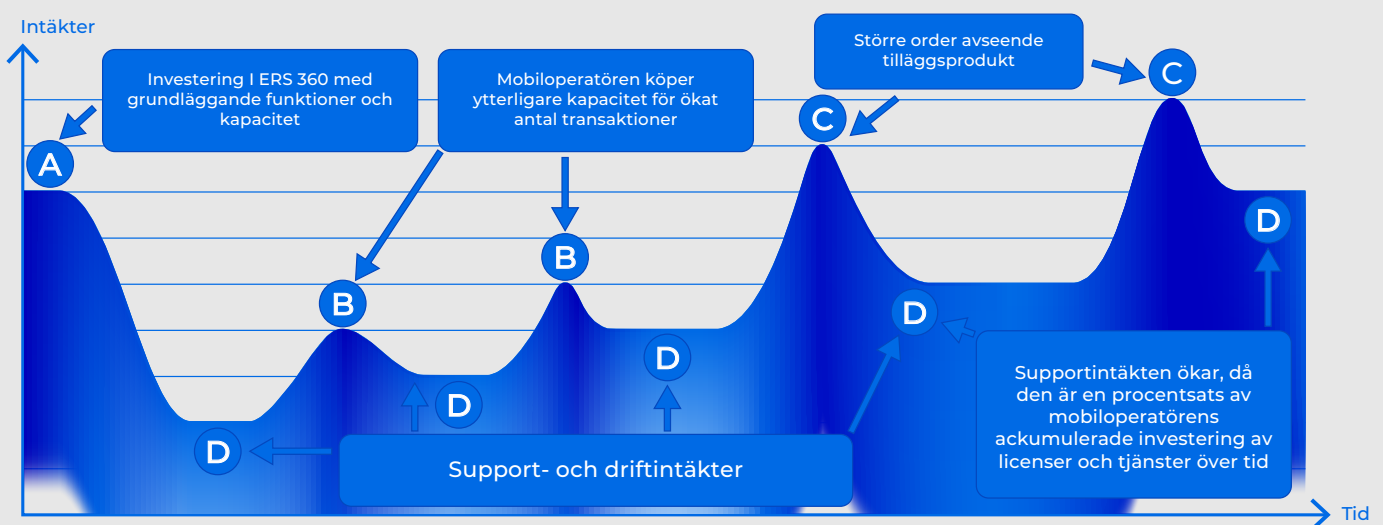 Intäkter
Investering I ERS 360 med
grundläggande funktioner och
kapacitet
Mobiloperatören köper
ytterligare kapacitet för ökat
antal transaktioner
Större order avseende
tilläggsprodukt
A
B
B
C
C
D
D
D
D
D
Support- och driftintäkter
Supportintäkten ökar, då
den är en procentsats av
mobiloperatörens
ackumulerade investering av
licenser och tjänster över tid
Tid